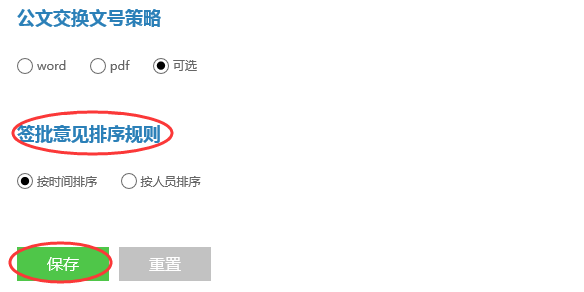 公文交换文号策略
word pdf 可选
签批意见排序规则
按时间排序 按人员排序
保存 重置